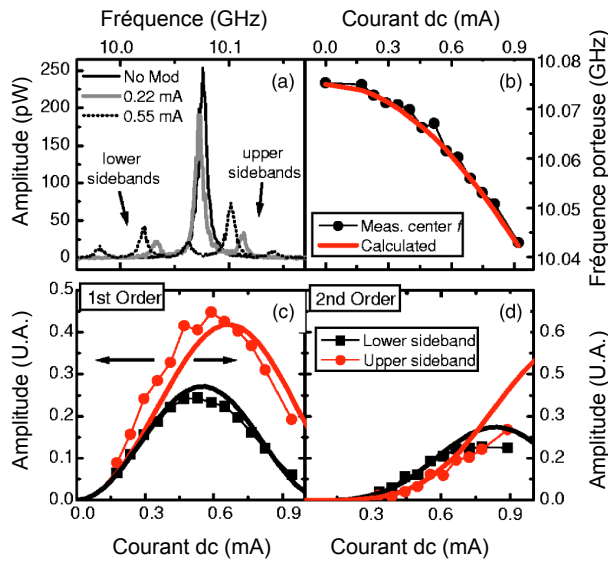 Fréquence (GHz)
Courant dc (mA)
10.0
10.1
0.0
0.3
0.6
0.9
Amplitude (pW)
250
200
150
100
50
0
No Mod
0.22 mA
0.55 mA
(a)
lower
sidebands
upper
sidebands
(b)
Meas. center f
Calculated
10.08
10.07
10.06
10.05
10.04
Fréquence porteuse (GHz)
Amplitude (U.A.)
0.5
0.4
0.3
0.2
0.1
0.0
1st Order
(c)
2nd Order
(d)
Lower sideband
Upper sideband
0.6
0.5
0.3
0.2
0.0
Amplitude (U.A.)
0.0
0.3
0.6
0.9
0.3
0.6
0.9
Courant dc (mA)
Courant dc (mA)